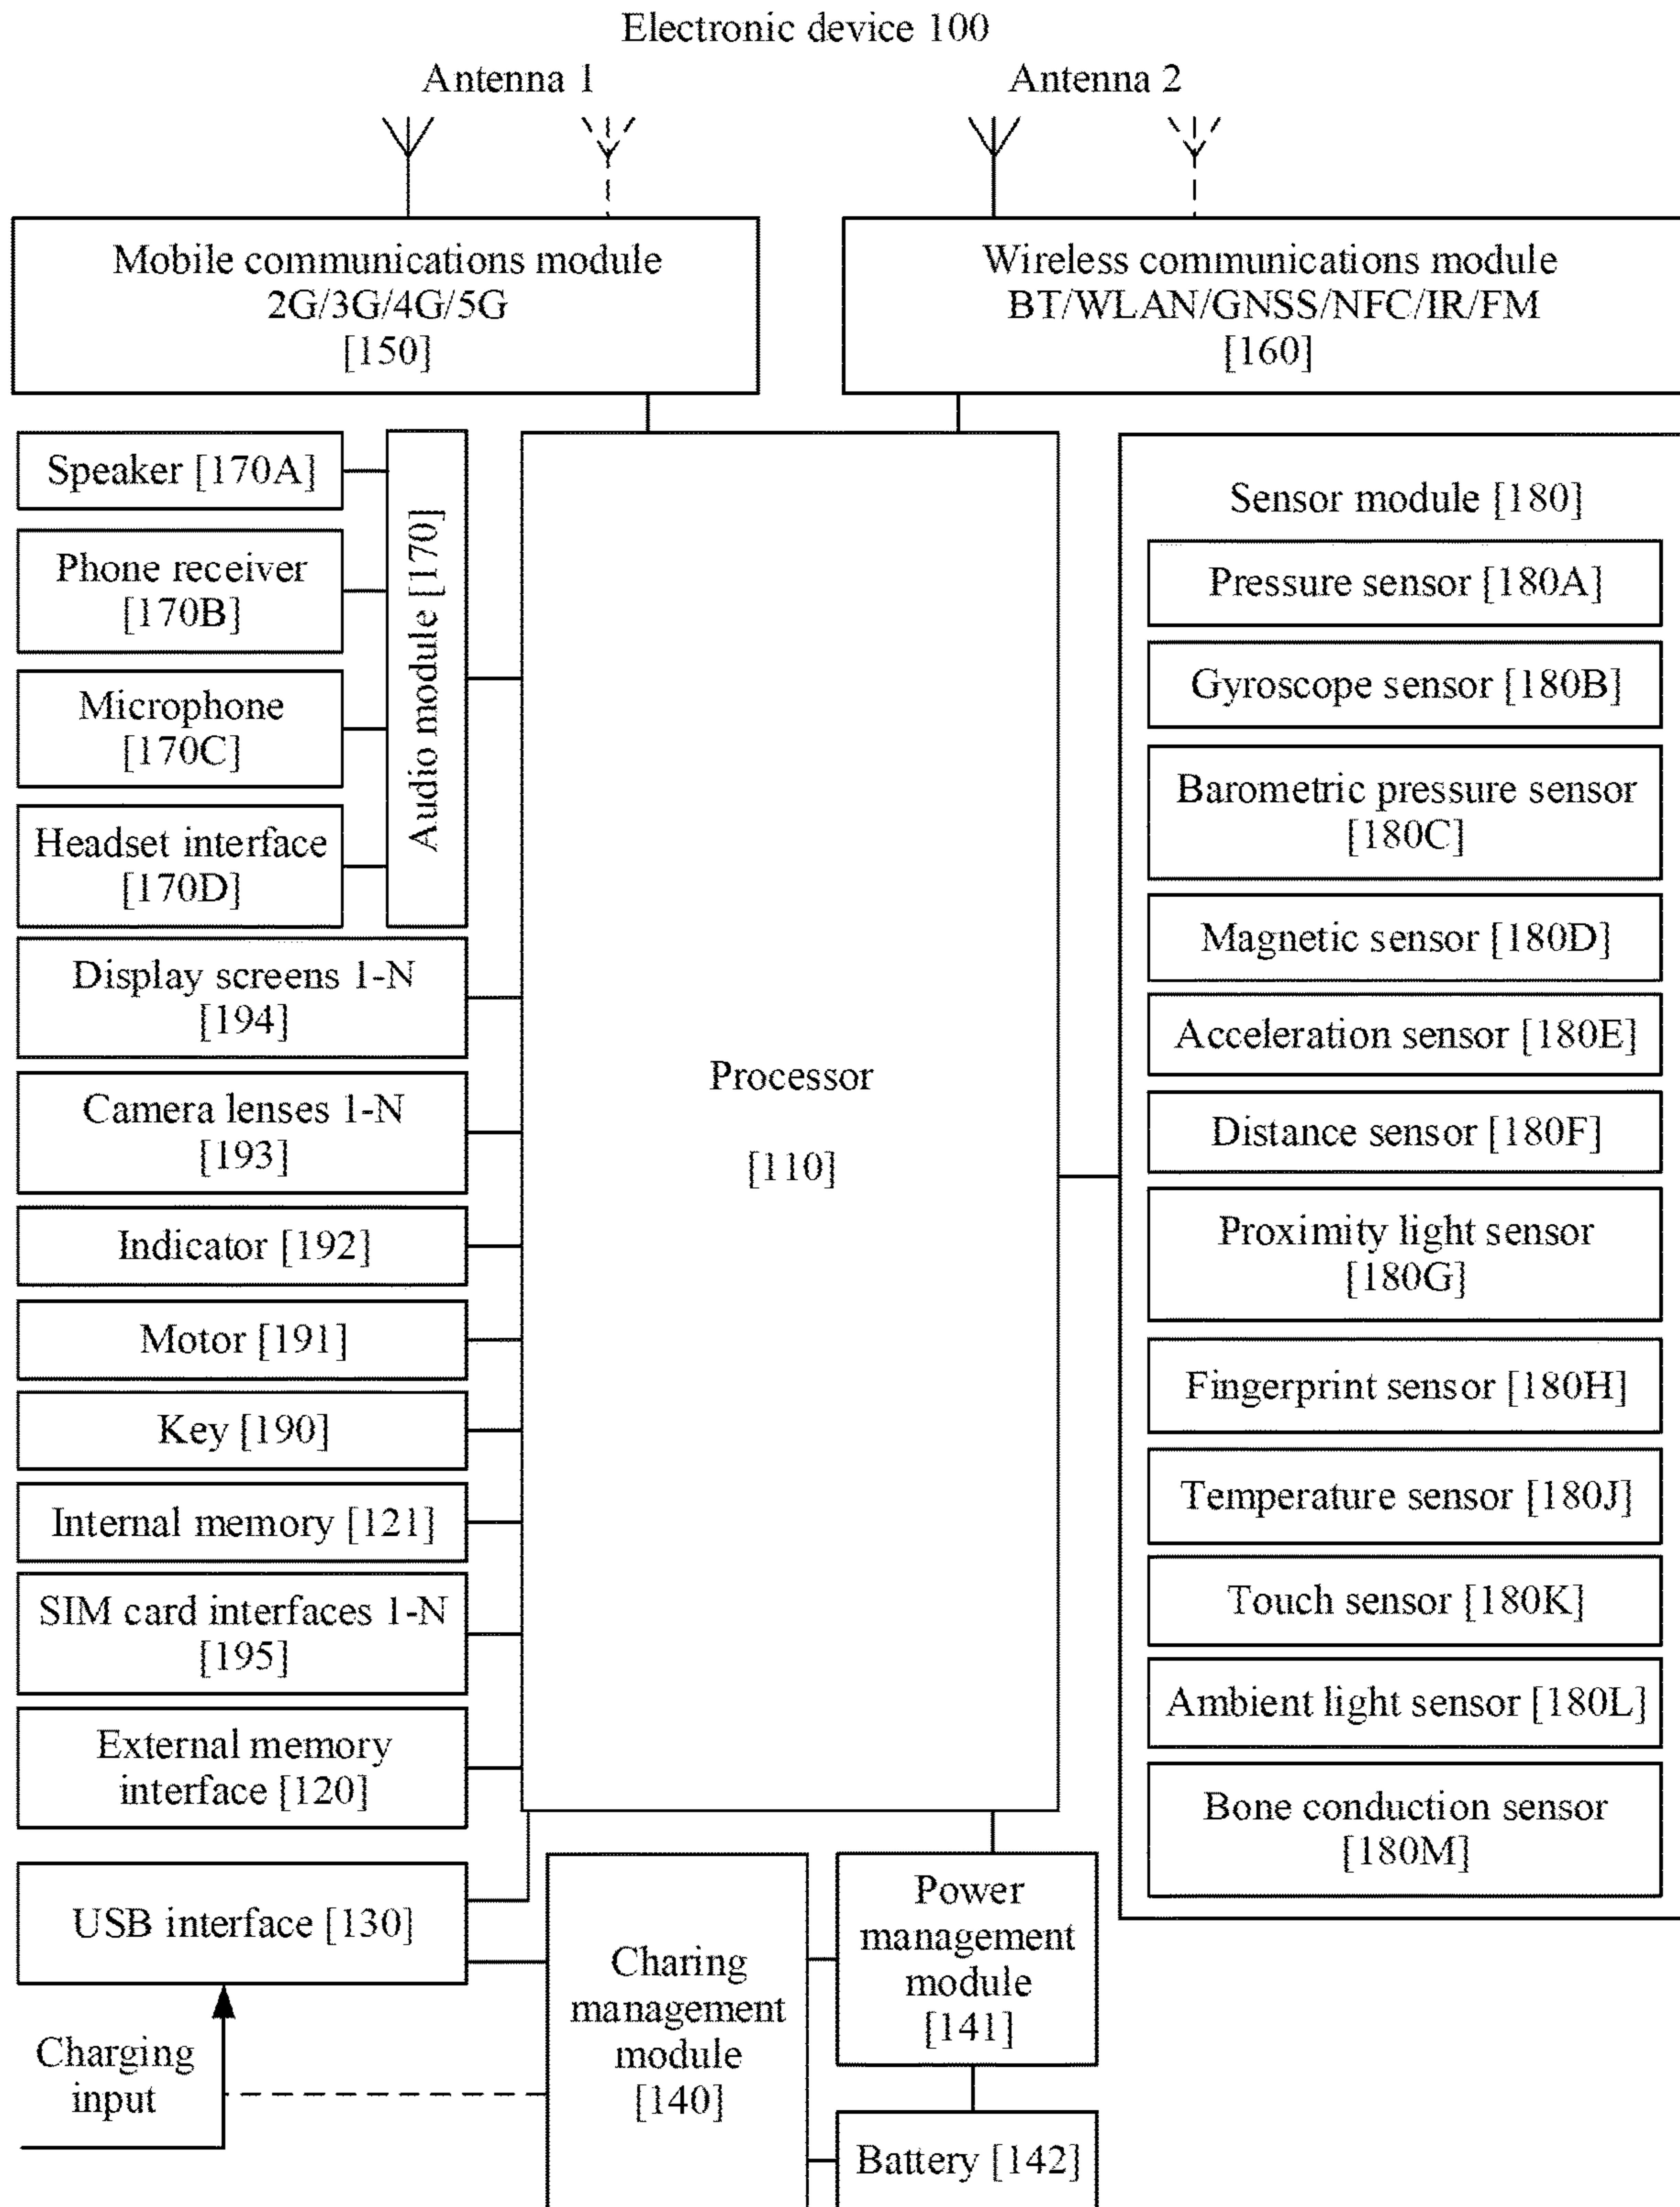 Electronic device 100
Antenna 1
Antenna 2
Mobile communications module
2G/3G/4G/5G
[150]
Wireless communications module
BT/WLAN/GNSS/NFC/IR/FM
[160]
Speaker [170A]
Phone receiver
[170B]
Microphone
[170C]
Headset interface
[170D]
Audio module [170]
Display screens 1-N
[194]
Camera lenses 1-N
[193]
Indicator [192]
Motor [191]
Key [190]
Internal memory [121]
SIM card interfaces 1-N
[195]
External memory
interface [120]
USB interface [130]
Charging
input
Processor
[110]
Charing
management
module
[140]
Power
management
module
[141]
Battery [142]
Sensor module [180]
Pressure sensor [180A]
Gyroscope sensor [180B]
Barometric pressure sensor
[180C]
Magnetic sensor [180D]
Acceleration sensor [180E]
Distance sensor [180F]
Proximity light sensor
[180G]
Fingerprint sensor [180H]
Temperature sensor [180J]
Touch sensor [180K]
Ambient light sensor [180L]
Bone conduction sensor
[180M]